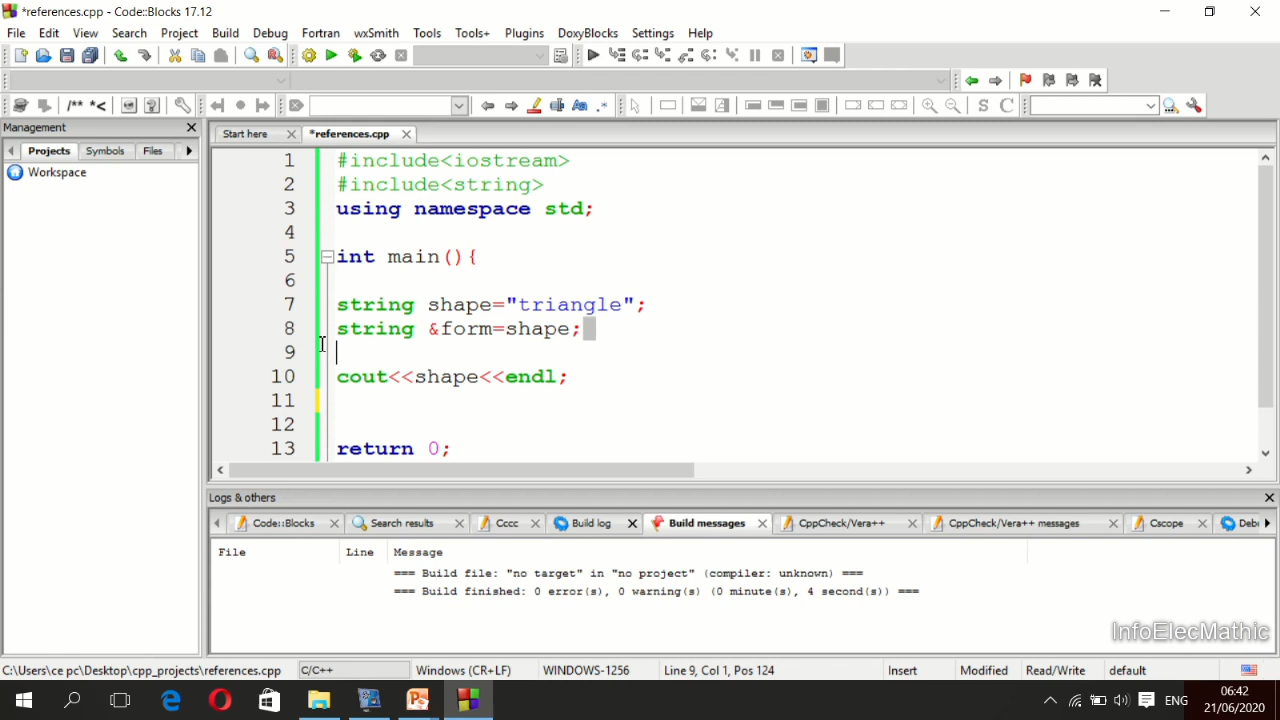 *references.cpp - Code::Blocks 17.12
File Edit View Search Project Build Debug Fortran wxSmith Tools Tools+ Plugins DoxyBlocks Settings Help
/** *<
Management
Start here *references.cpp
Projects Symbols Files
Workspace
1 #include<iostream>
2 #include<string>
3 using namespace std;
4
5 int main(){
6
7 string shape="triangle";
8 string &form=shape;
9
10 cout<<shape<<endl;
11
12
13 return 0;
Logs & others
Code::Blocks Search results Cccc Build log Build messages CppCheck/Vera++ CppCheck/Vera++ messages Cscope Debu
File Line Message
=== Build file: "no target" in "no project" (compiler: unknown) ===
=== Build finished: 0 error(s), 0 warning(s) (0 minute(s), 4 second(s)) ===
InfoElecMathic
C:\Users\ce pc\Desktop\cpp_projects\references.cpp C/C++ Windows (CR+LF) WINDOWS-1256 Line 9, Col 1, Pos 124 Insert Modified Read/Write default
ENG
06:42
21/06/2020